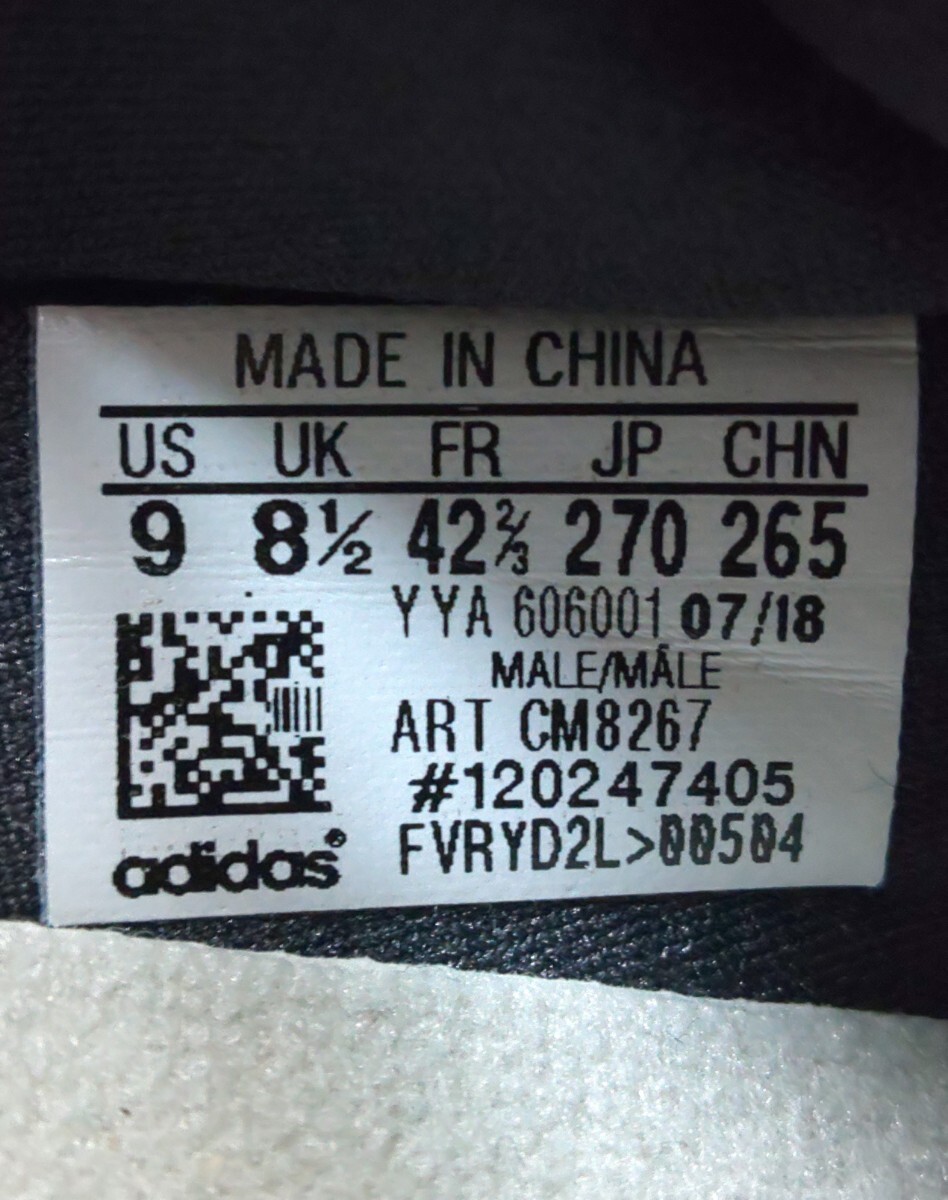 MADE IN CHINA
US UK FR JP CHN
9 8½ 42⅔ 270 265
YYA 606001 07/18
MALE/MÂLE
ART CM8267
#120247405
FVRYD2L>00504
adidas®